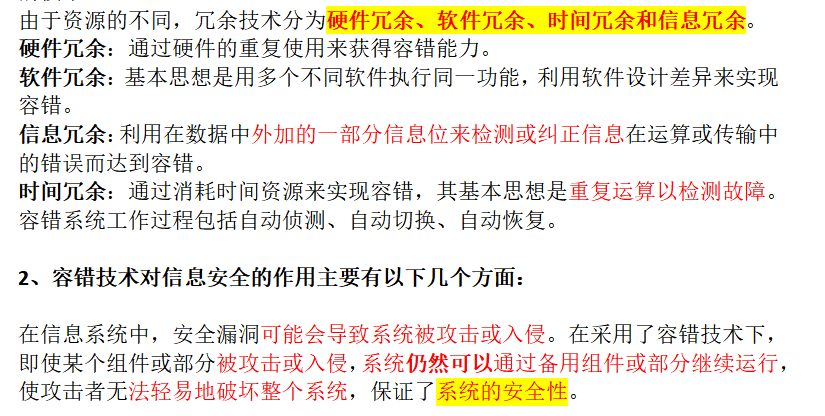 由于资源的不同，冗余技术分为硬件冗余、软件冗余、时间冗余和信息冗余。
硬件冗余：通过硬件的重复使用来获得容错能力。
软件冗余：基本思想是用多个不同软件执行同一功能，利用软件设计差异来实现
容错。
信息冗余：利用在数据中外加的一部分信息位来检测或纠正信息在运算或传输中
的错误而达到容错。
时间冗余：通过消耗时间资源来实现容错，其基本思想是重复运算以检测故障。
容错系统工作过程包括自动侦测、自动切换、自动恢复。
2、容错技术对信息安全的作用主要有以下几个方面：
在信息系统中，安全漏洞可能会导致系统被攻击或入侵。在采用了容错技术下，
即使某个组件或部分被攻击或入侵，系统仍然可以通过备用组件或部分继续运行，
使攻击者无法轻易地破坏整个系统，保证了系统的安全性。